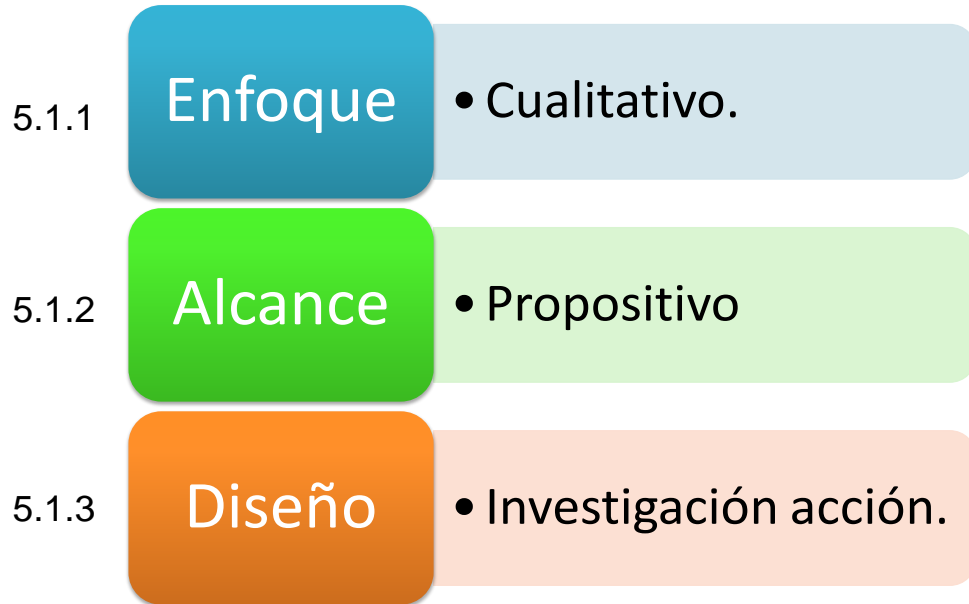 5.1.1 Enfoque • Cualitativo.
5.1.2 Alcance • Propositivo
5.1.3 Diseño • Investigación acción.